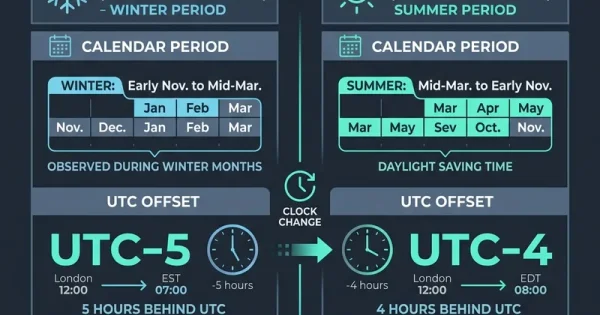 – WINTER PERIOD
CALENDAR PERIOD
WINTER: Early Nov. to Mid-Mar.
Jan Feb Mar
Nov. Dec. Jan Feb Mar
OBSERVED DURING WINTER MONTHS
UTC OFFSET
UTC–5
London 12:00 EST 07:00
-5 hours
5 HOURS BEHIND UTC
CLOCK
CHANGE
SUMMER PERIOD
CALENDAR PERIOD
SUMMER: Mid-Mar. to Early Nov.
Mar Apr May
Mar May Sev Oct. Nov.
DAYLIGHT SAVING TIME
UTC OFFSET
-4 hours
UTC–4
London 12:00 EDT 08:00
4 HOURS BEHIND UTC